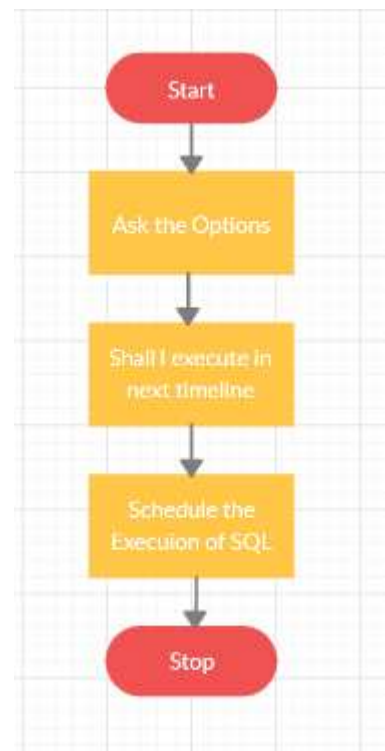 Start
Ask the Options
Shall I execute in
next timeline
Schedule the
Execuion of SQL
Stop